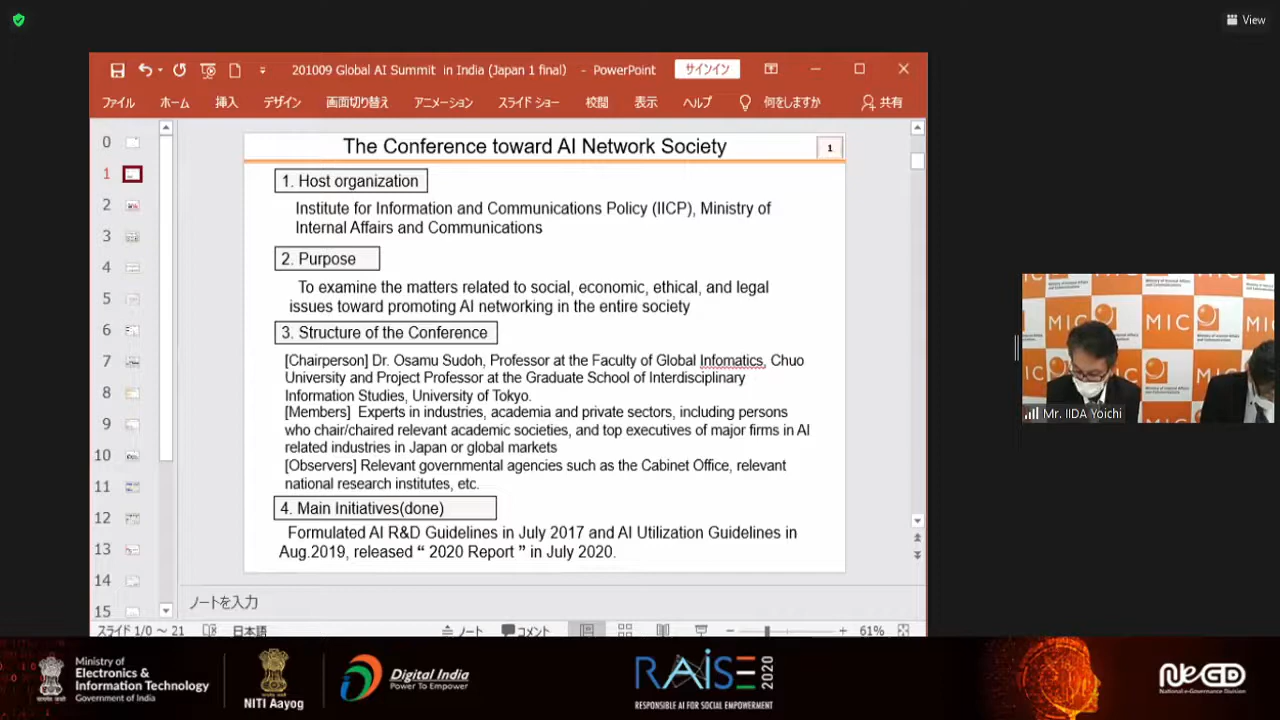 View
201009 Global AI Summit in India (Japan 1 final) - PowerPoint
サインイン
ファイル ホーム 挿入 デザイン 画面切り替え アニメーション スライド ショー 校閲 表示 ヘルプ 何をしますか 共有
0
1
2
3
4
5
6
7
8
9
10
11
12
13
14
15
The Conference toward AI Network Society
1
1. Host organization
Institute for Information and Communications Policy (IICP), Ministry of
Internal Affairs and Communications
2. Purpose
To examine the matters related to social, economic, ethical, and legal
issues toward promoting AI networking in the entire society
3. Structure of the Conference
[Chairperson] Dr. Osamu Sudoh, Professor at the Faculty of Global Infomatics, Chuo
University and Project Professor at the Graduate School of Interdisciplinary
Information Studies, University of Tokyo.
[Members] Experts in industries, academia and private sectors, including persons
who chair/chaired relevant academic societies, and top executives of major firms in AI
related industries in Japan or global markets
[Observers] Relevant governmental agencies such as the Cabinet Office, relevant
national research institutes, etc.
4. Main Initiatives(done)
Formulated AI R&D Guidelines in July 2017 and AI Utilization Guidelines in
Aug.2019, released “ 2020 Report ” in July 2020.
ノートを入力
スライド 1/0 ～ 21 日本語 ノート コメント 61%
MIC
Mr. IIDA Yoichi
Ministry of
Electronics &
Information Technology
Government of India
NITI Aayog
Digital India
Power To Empower
RAISE 2020
RESPONSIBLE AI FOR SOCIAL EMPOWERMENT
NeGD
National e-Governance Division